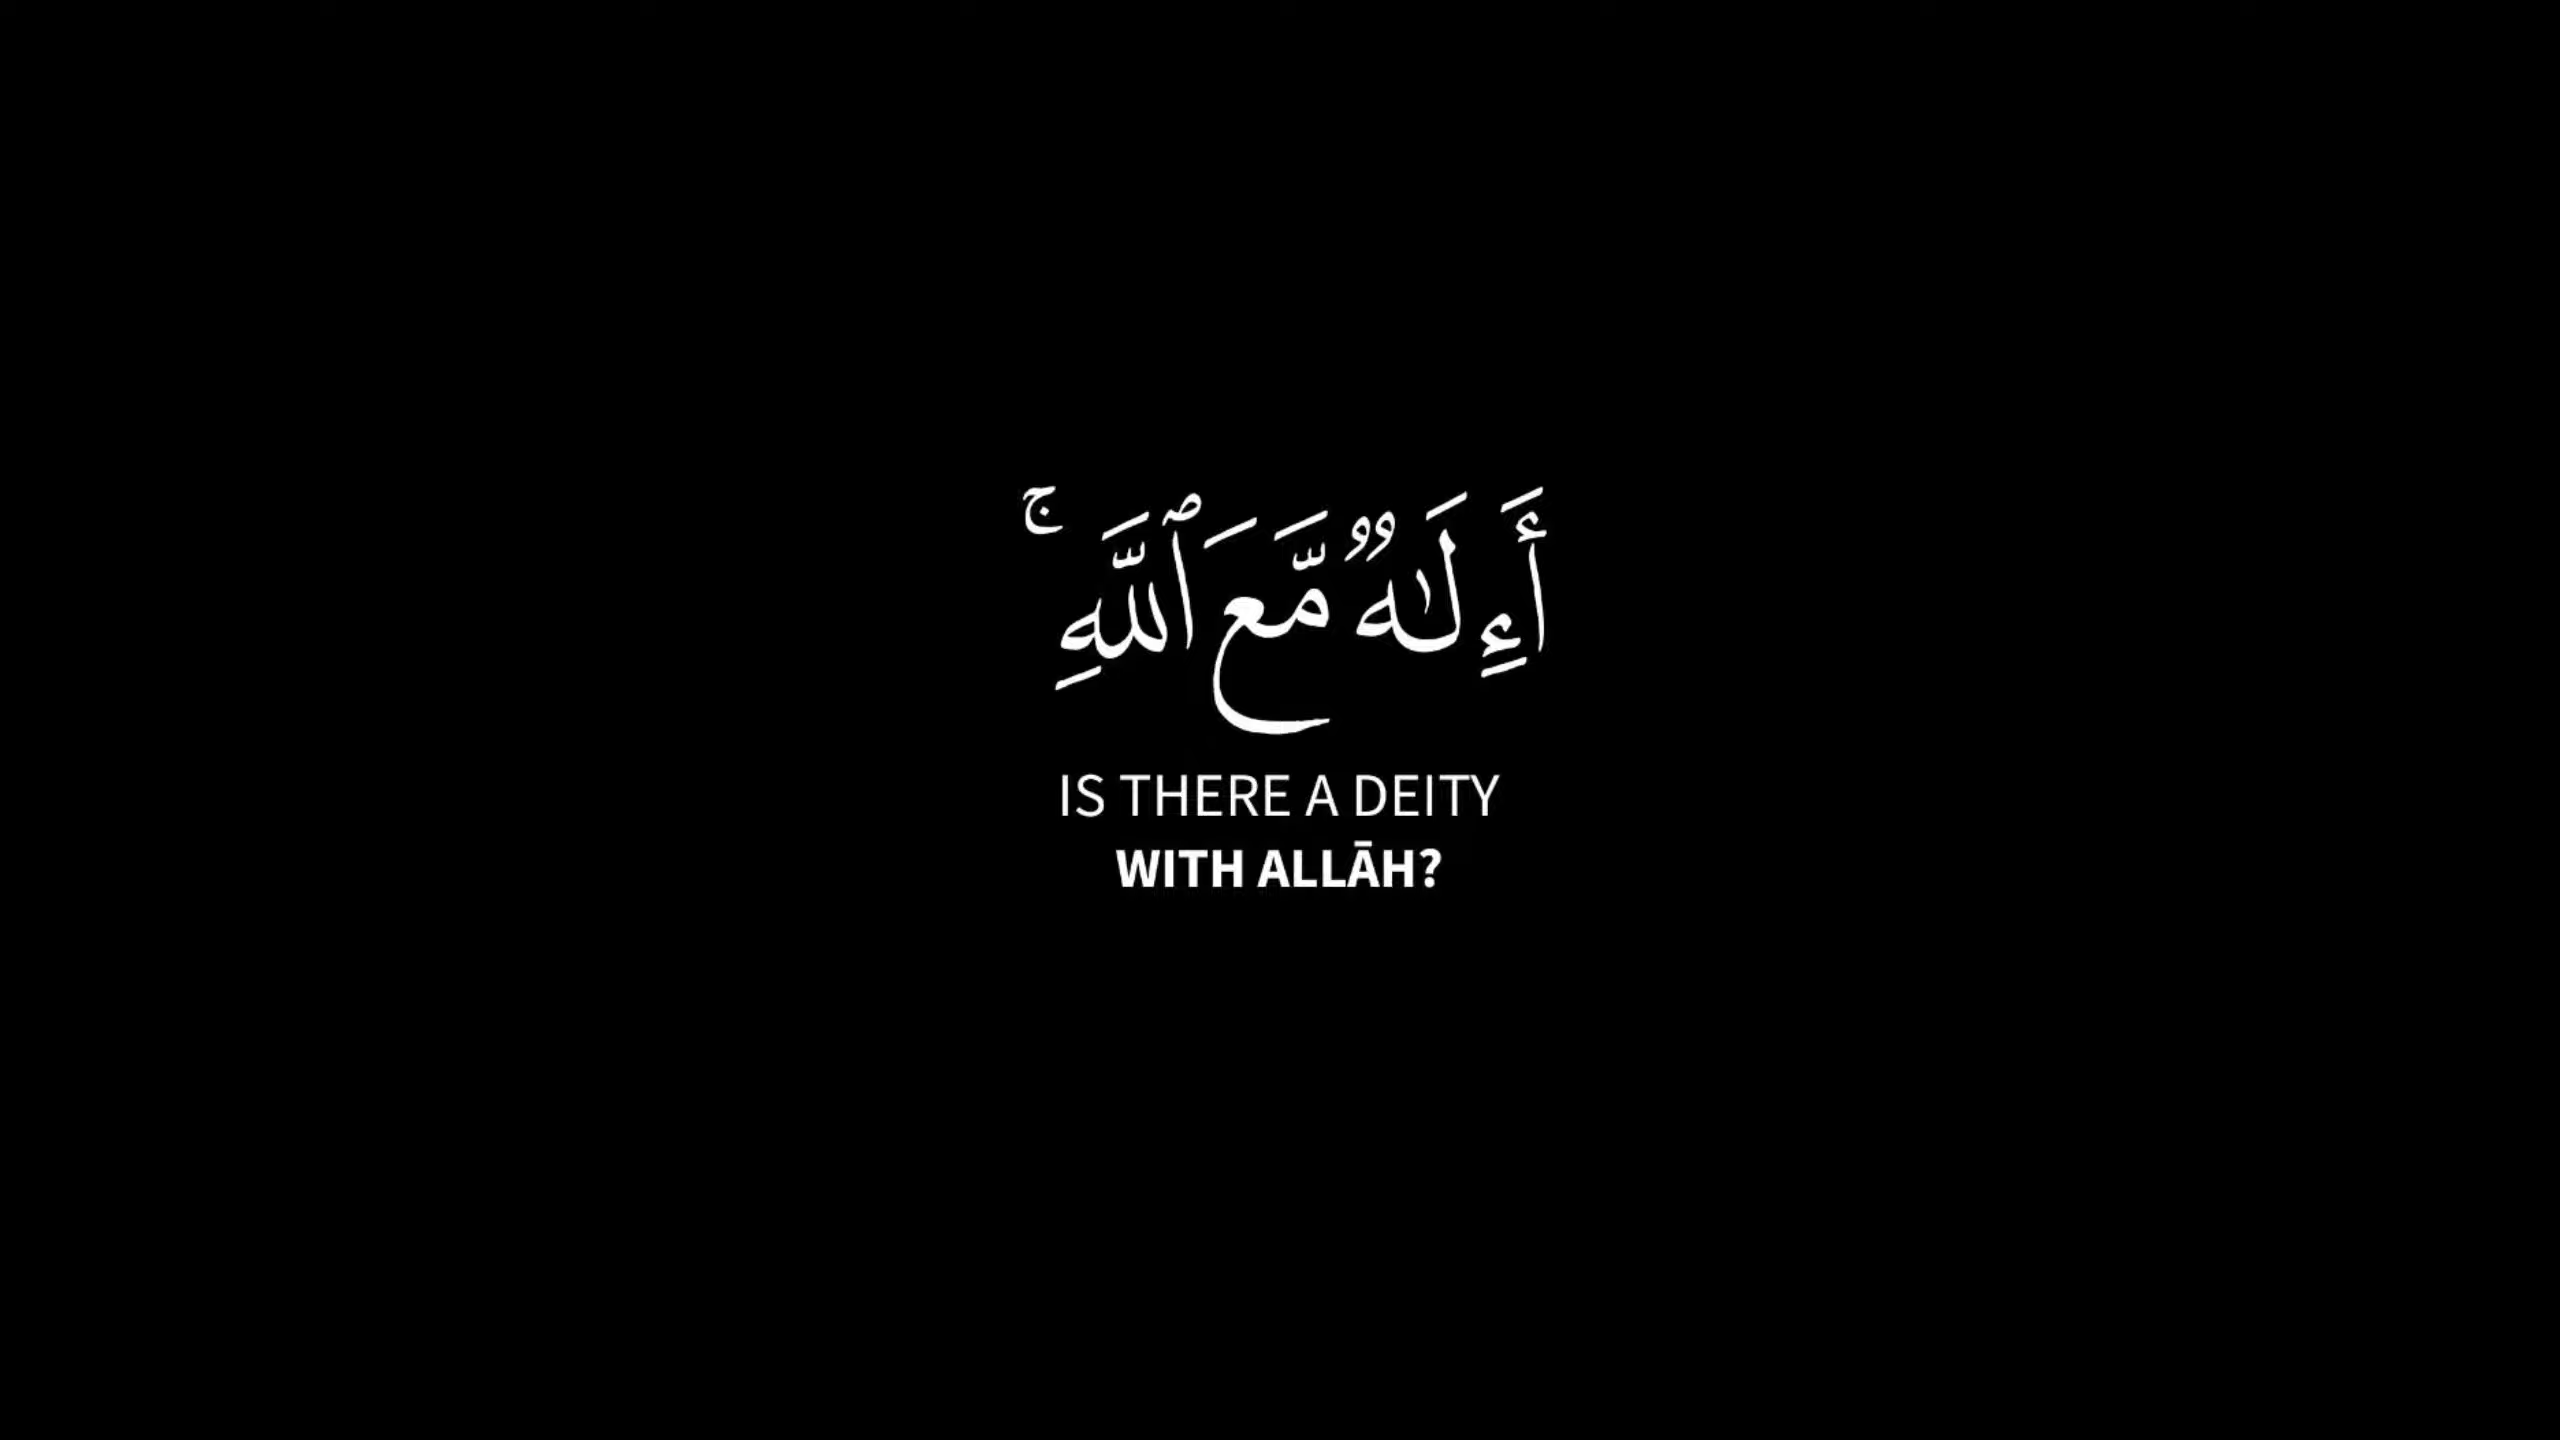 أَءِلَـٰهٌ مَّعَ ٱللَّهِ ۚ
IS THERE A DEITY
WITH ALLĀH?